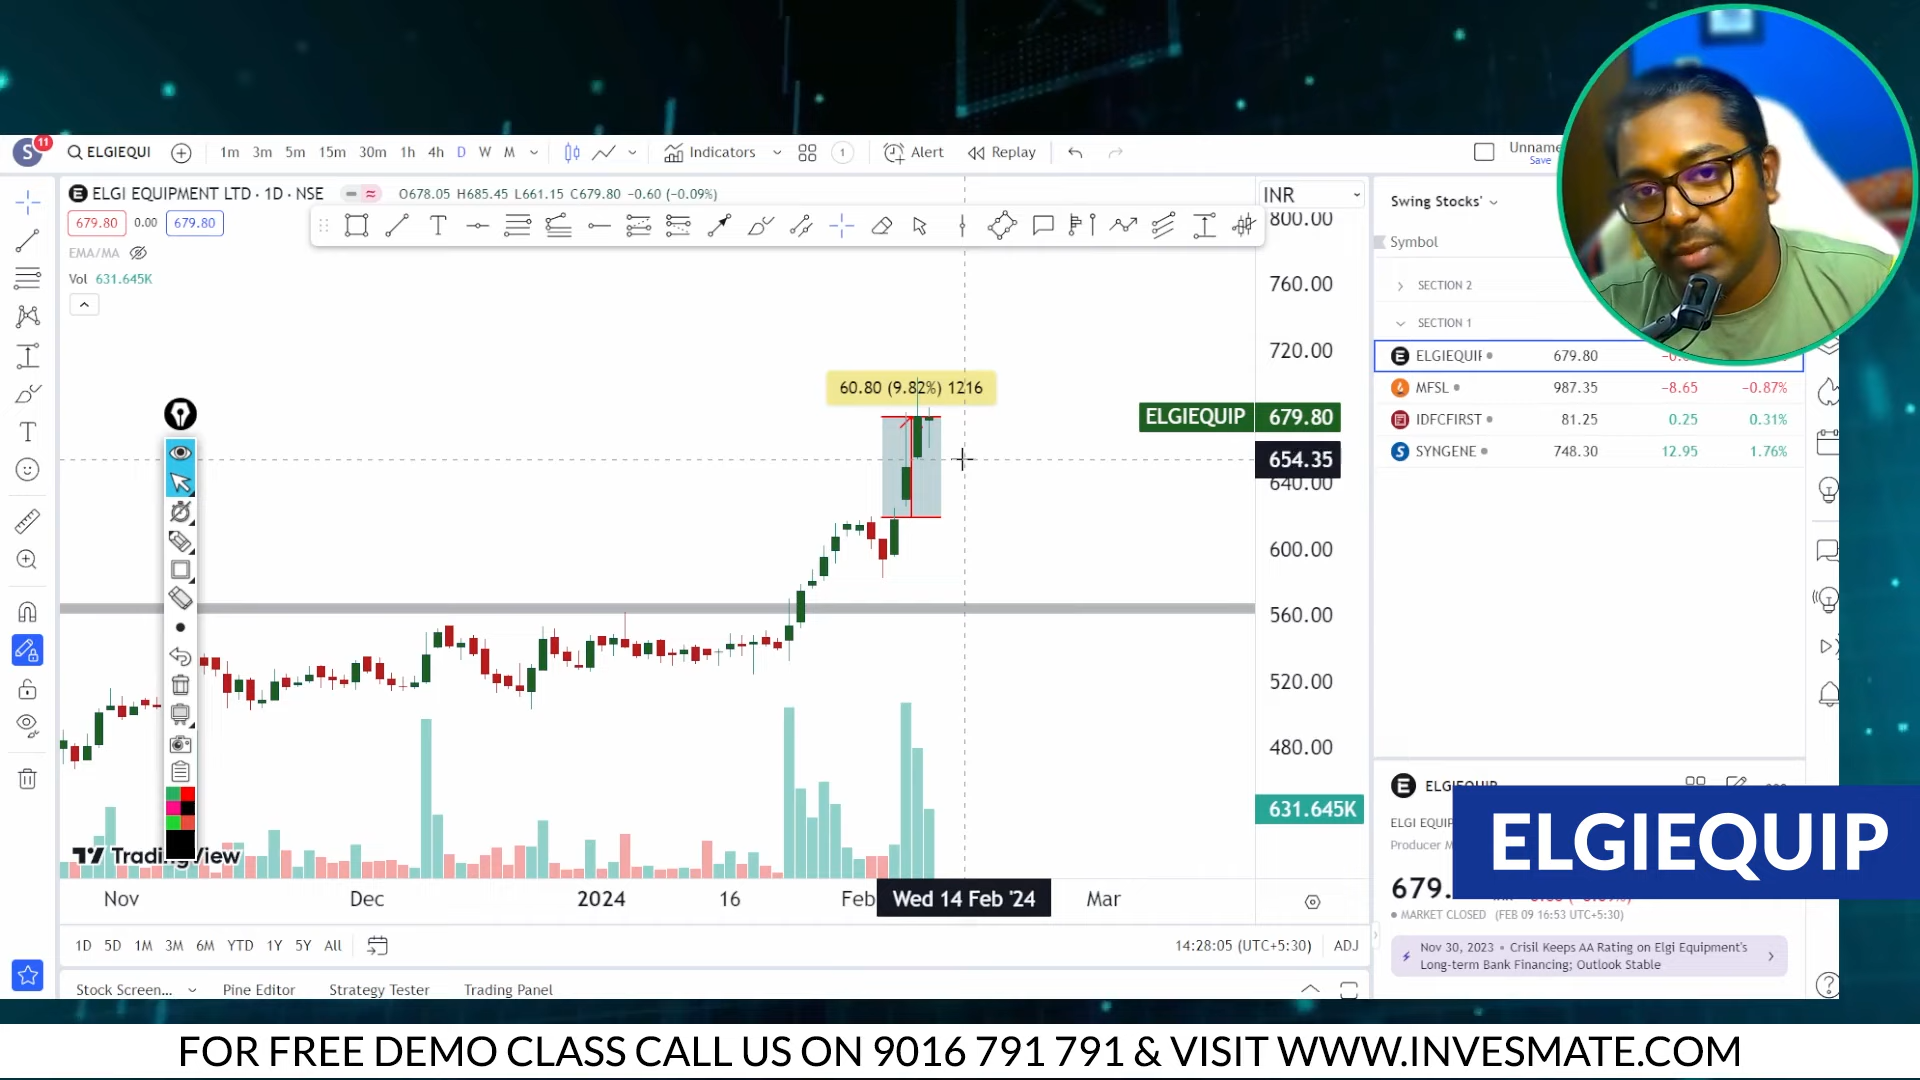 S 11 ELGIEQUI 1m 3m 5m 15m 30m 1h 4h D W M Indicators 1 Alert Replay Unname
Save
ELGI EQUIPMENT LTD · 1D · NSE O678.05 H685.45 L661.15 C679.80 −0.60 (−0.09%)
679.80 0.00 679.80
EMA/MA
Vol 631.645K
INR
800.00
760.00
720.00
60.80 (9.82%) 1216
ELGIEQUIP 679.80
654.35
640.00
600.00
560.00
520.00
480.00
631.645K
TradingView
Nov Dec 2024 16 Feb Wed 14 Feb '24 Mar
1D 5D 1M 3M 6M YTD 1Y 5Y All 14:28:05 (UTC+5:30) ADJ
Stock Screen... Pine Editor Strategy Tester Trading Panel
Swing Stocks'
Symbol
SECTION 2
SECTION 1
ELGIEQUIF 679.80
MFSL 987.35 −8.65 −0.87%
IDFCFIRST 81.25 0.25 0.31%
SYNGENE 748.30 12.95 1.76%
ELGIEQUIP
ELGI EQUIP
Producer M
ELGIEQUIP
679.
MARKET CLOSED (FEB 09 16:53 UTC+5:30)
Nov 30, 2023 • Crisil Keeps AA Rating on Elgi Equipment's
Long-term Bank Financing; Outlook Stable
FOR FREE DEMO CLASS CALL US ON 9016 791 791 & VISIT WWW.INVESMATE.COM